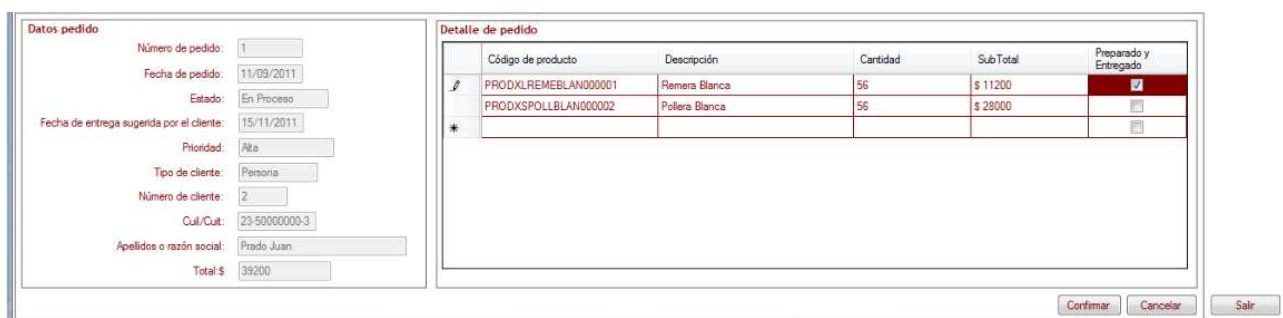 Datos pedido
Número de pedido: 1
Fecha de pedido: 11/09/2011
Estado: En Proceso
Fecha de entrega sugerida por el cliente: 15/11/2011
Prioridad: Alta
Tipo de cliente: Persona
Número de cliente: 2
Cuil/Cuit: 23-50000000-3
Apellidos o razón social: Prado Juan
Total:$ 39200
Detalle de pedido
Código de producto Descripción Cantidad SubTotal Preparado y
Entregado
PRODXLREMEBLAN000001 Remera Blanca 56 $ 11200
PRODXSPOLLBLAN000002 Pollera Blanca 56 $ 28000
Confirmar Cancelar Salir